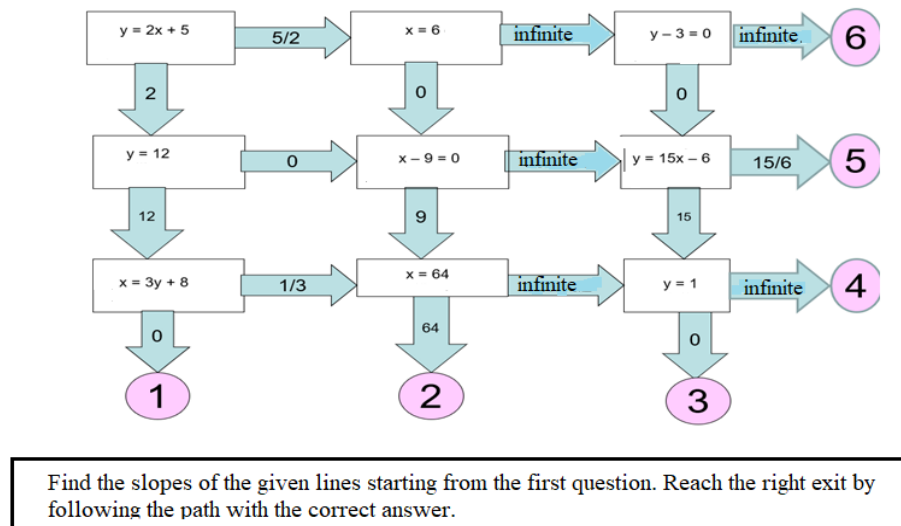 y = 2x + 5
5/2
x = 6
infinite
y – 3 = 0
infinite.
6
2
0
0
y = 12
0
x – 9 = 0
infinite
y = 15x – 6
15/6
5
12
9
15
x = 3y + 8
1/3
x = 64
infinite
y = 1
infinite
4
0
64
0
1
2
3
Find the slopes of the given lines starting from the first question. Reach the right exit by
following the path with the correct answer.